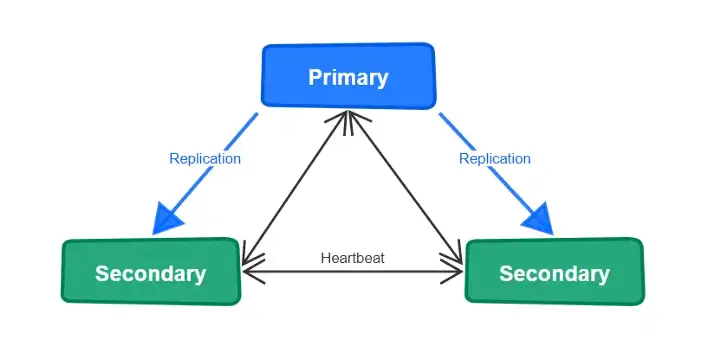 Primary
Replication
Replication
Heartbeat
Secondary
Secondary